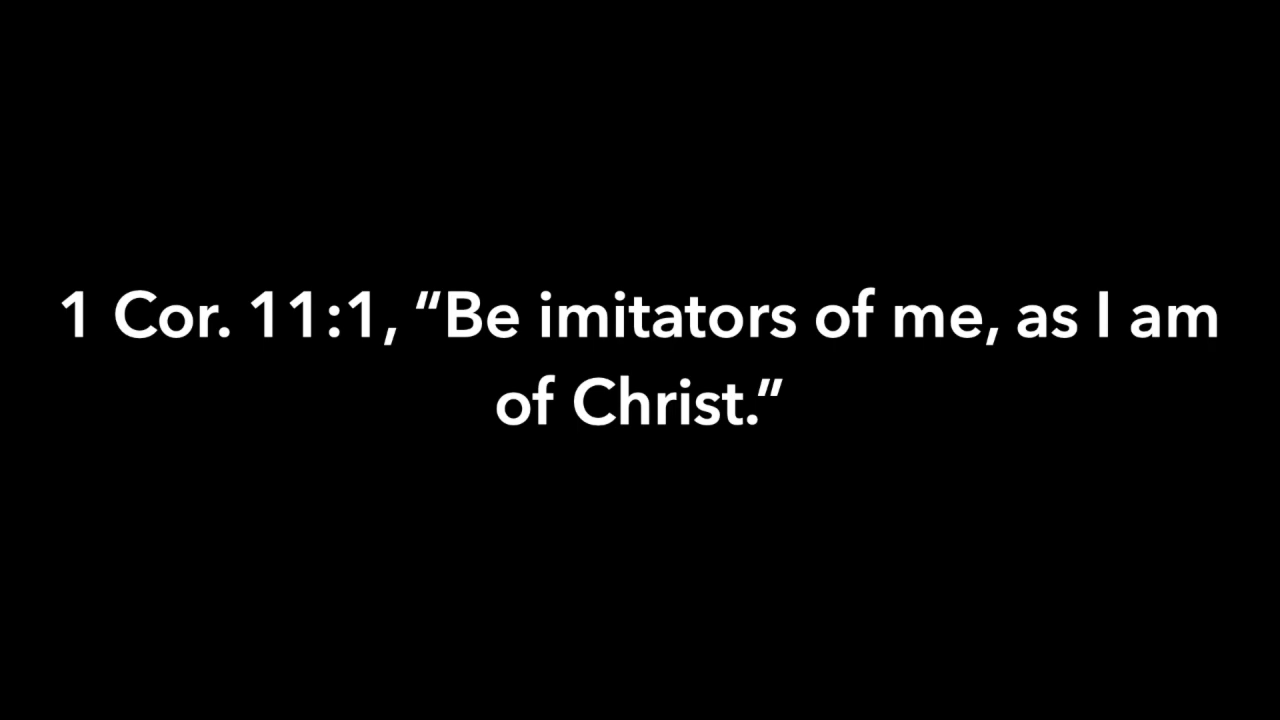 1 Cor. 11:1, “Be imitators of me, as I am
of Christ.”